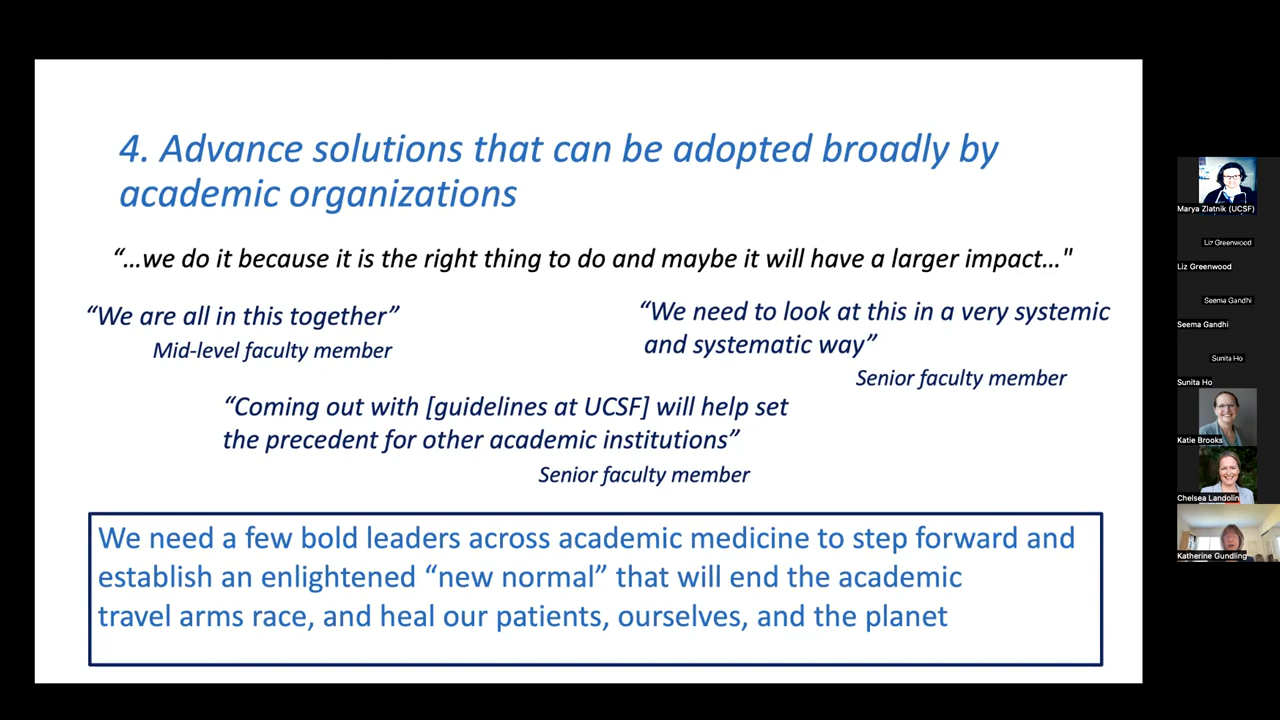 4. Advance solutions that can be adopted broadly by
academic organizations
“...we do it because it is the right thing to do and maybe it will have a larger impact..."
“We are all in this together”
Mid-level faculty member
“We need to look at this in a very systemic
and systematic way”
Senior faculty member
“Coming out with [guidelines at UCSF] will help set
the precedent for other academic institutions”
Senior faculty member
We need a few bold leaders across academic medicine to step forward and
establish an enlightened “new normal” that will end the academic
travel arms race, and heal our patients, ourselves, and the planet
Marya Zlatnik (UCSF)
Liz Greenwood
Liz Greenwood
Seema Gandhi
Seema Gandhi
Sunita Ho
Sunita Ho
Katie Brooks
Chelsea Landolin
Katherine Gundling